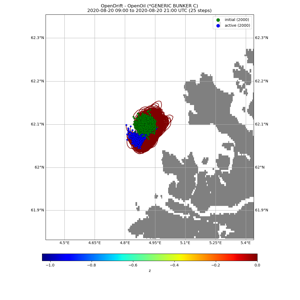 OpenDrift - OpenOil (*GENERIC BUNKER C)
2020-08-20 09:00 to 2020-08-20 21:00 UTC (25 steps)
initial (2000)
active (2000)
62.3°N 62.3°N
62.2°N 62.2°N
62.1°N 62.1°N
62°N 62°N
61.9°N 61.9°N
4.5°E 4.65°E 4.8°E 4.95°E 5.1°E 5.25°E 5.4°E
−1.0 −0.8 −0.6 −0.4 −0.2 0.0
z